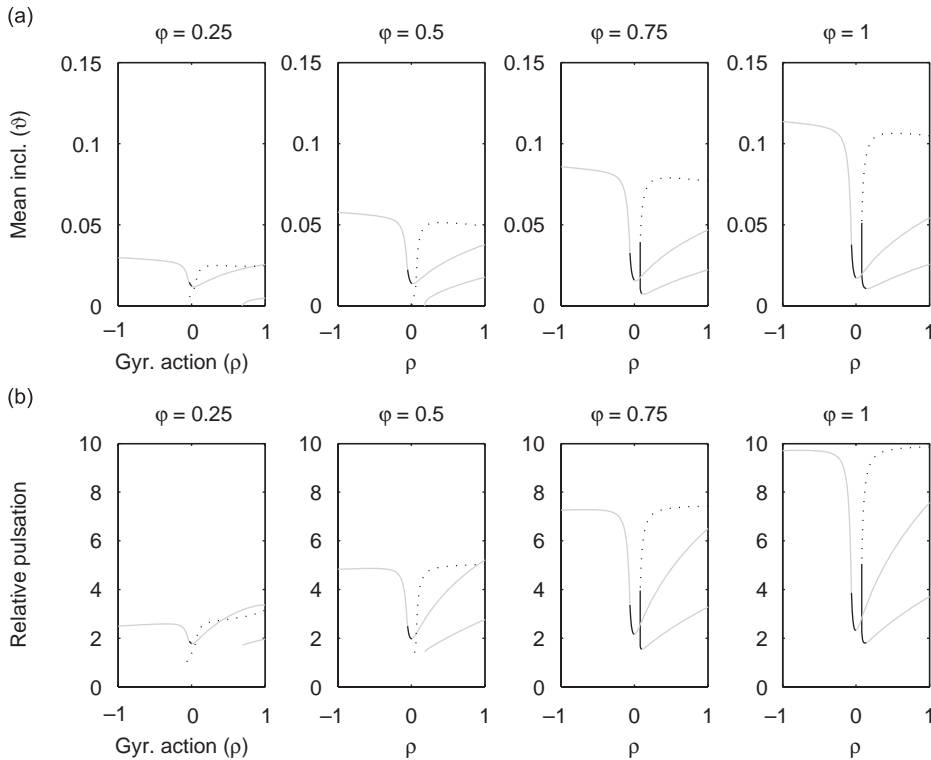 (a)
φ = 0.25 φ = 0.5 φ = 0.75 φ = 1
0.15 0.15 0.15 0.15
0.1 0.1 0.1 0.1
0.05 0.05 0.05 0.05
0 0 0 0
Mean incl. (ϑ)
–1 0 1 –1 0 1 –1 0 1 –1 0 1
Gyr. action (ρ) ρ ρ ρ
(b)
φ = 0.25 φ = 0.5 φ = 0.75 φ = 1
10 10 10 10
8 8 8 8
6 6 6 6
4 4 4 4
2 2 2 2
0 0 0 0
Relative pulsation
–1 0 1 –1 0 1 –1 0 1 –1 0 1
Gyr. action (ρ) ρ ρ ρ